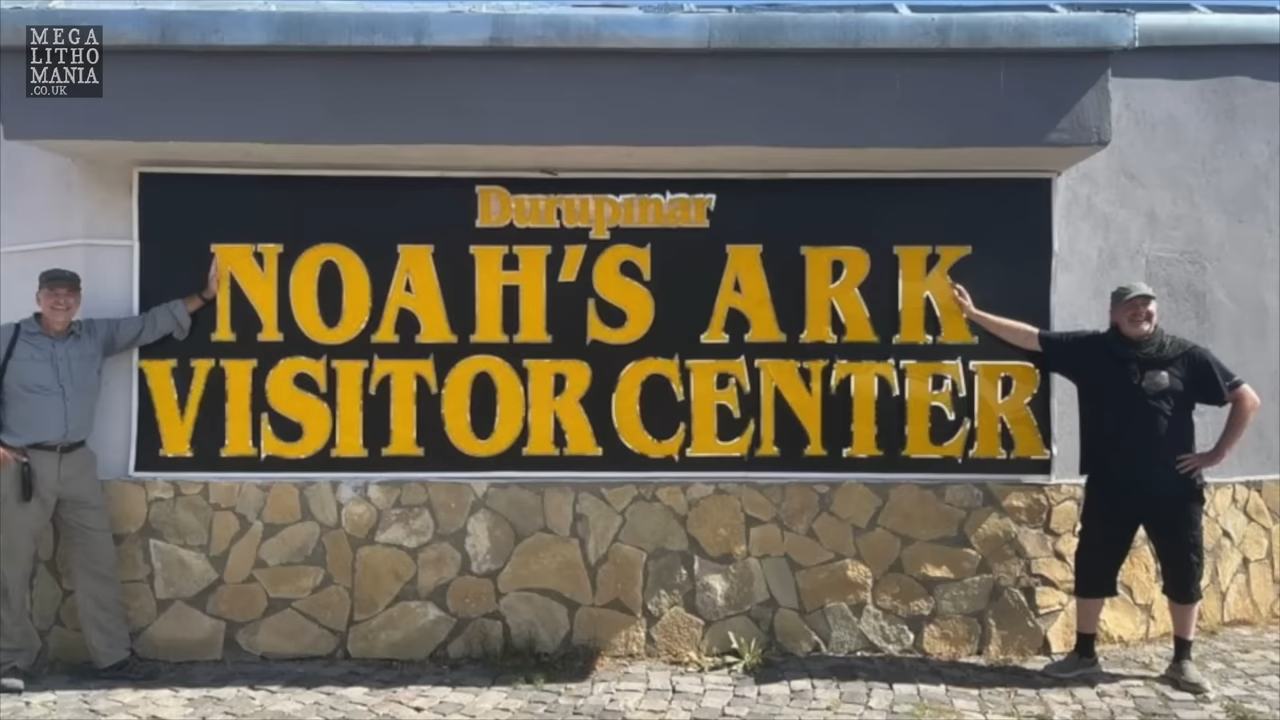 MEGA
LITHO
MANIA
.CO.UK
Durupınar
NOAH'S ARK
VISITOR CENTER